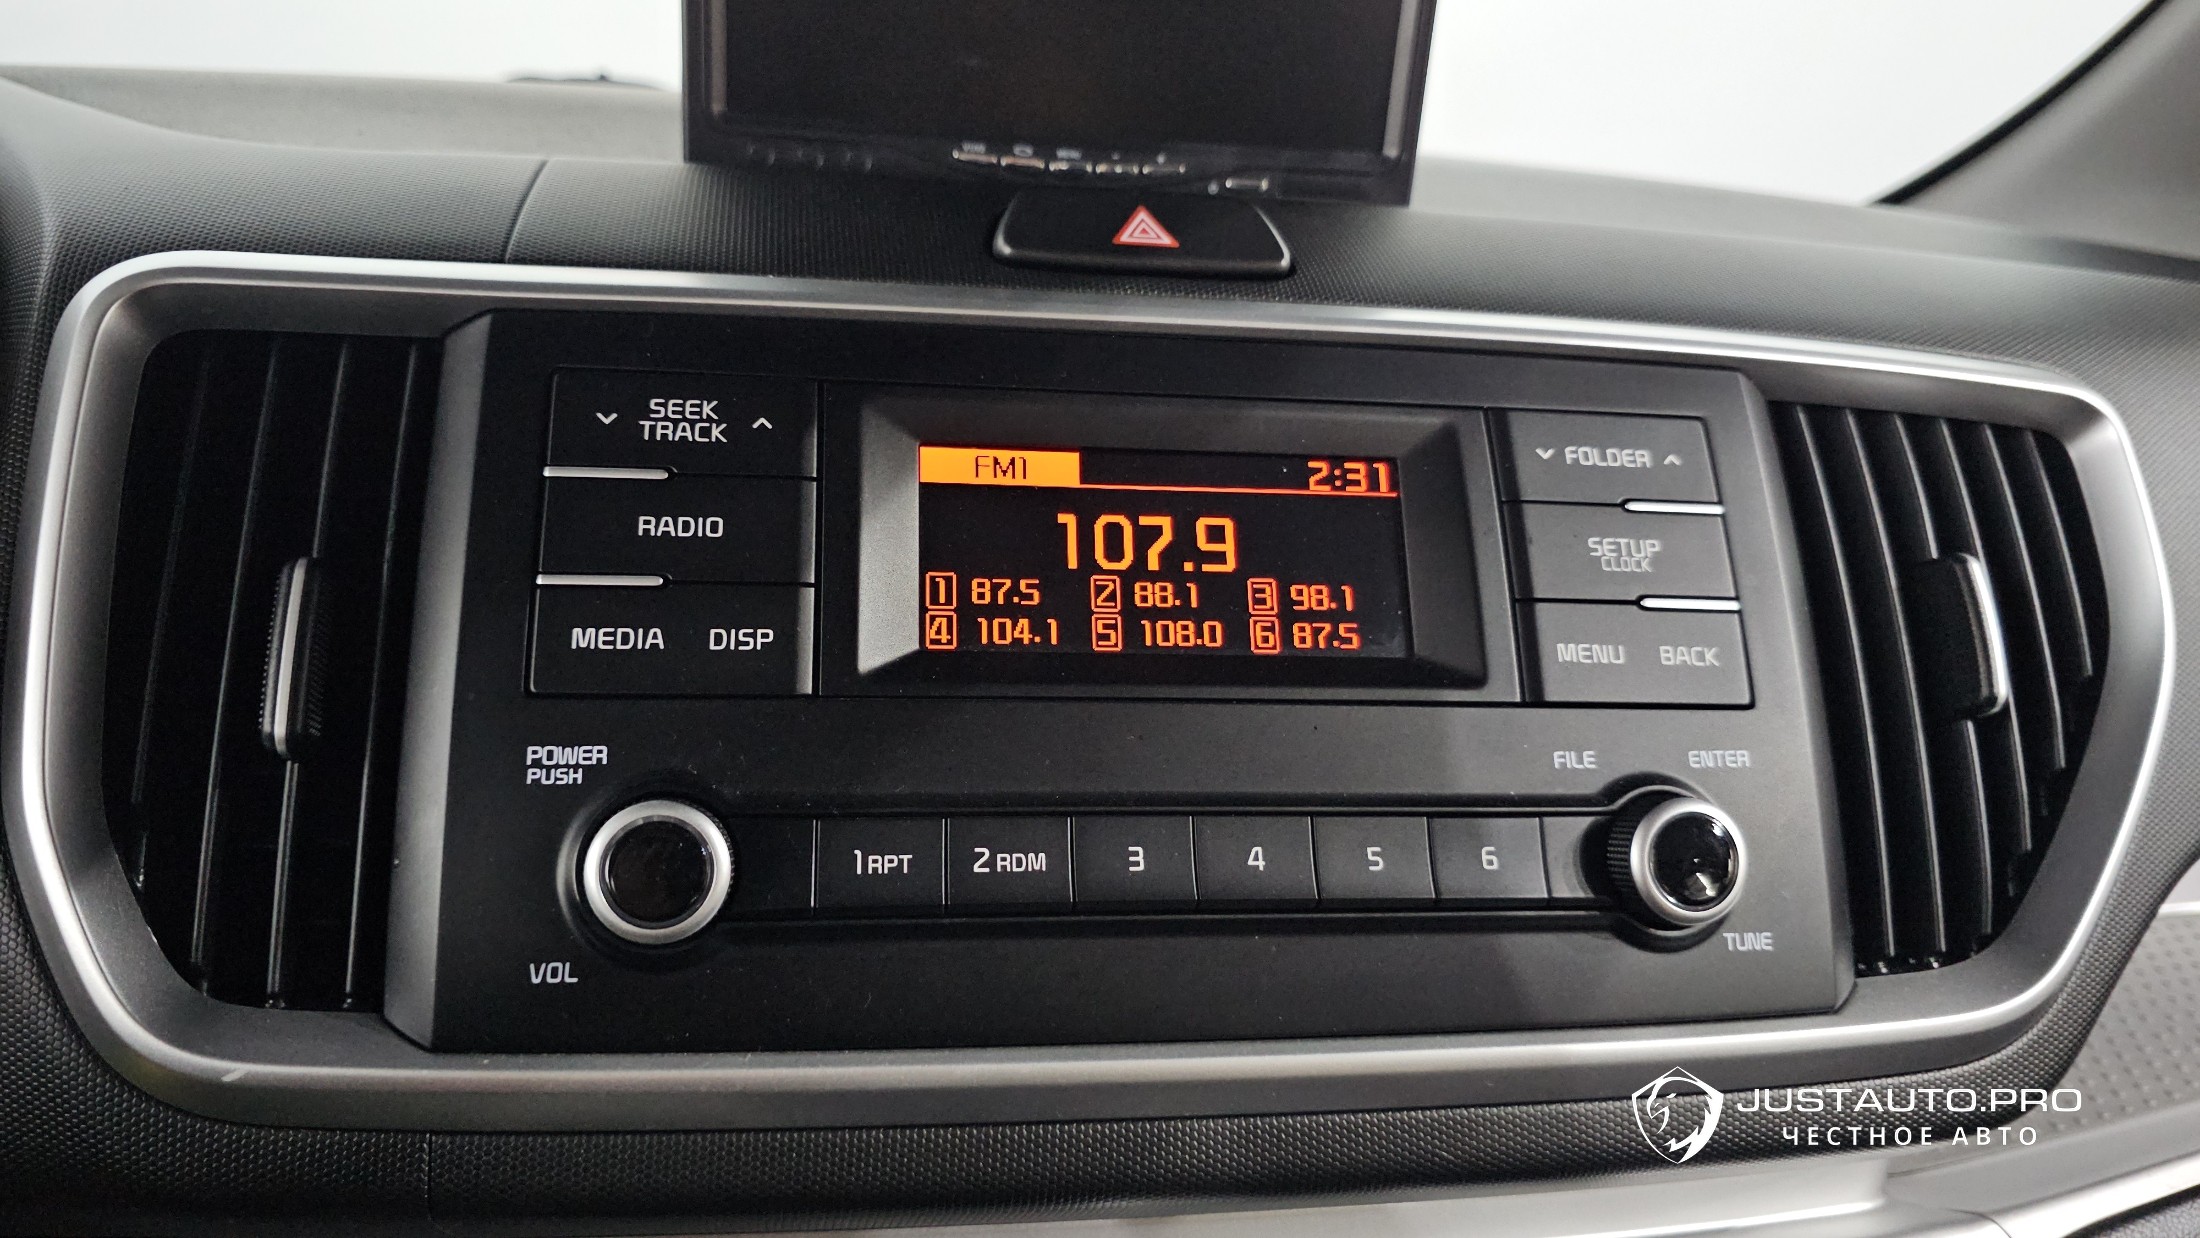 SEEK
TRACK
RADIO
MEDIA DISP
FM1 2:31
107.9
1 87.5 2 88.1 3 98.1
4 104.1 5 108.0 6 87.5
FOLDER
SETUP
CLOCK
MENU BACK
POWER
PUSH
VOL
1 RPT 2 RDM 3 4 5 6
FILE ENTER
TUNE
JUSTAUTO.PRO
ЧЕСТНОЕ АВТО